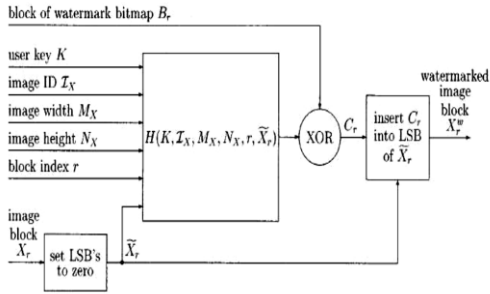 block of watermark bitmap B_r
user key K
image ID I_X
image width M_X
image height N_X
block index r
H(K, I_X, M_X, N_X, r, X̃_r)
XOR
C_r
insert C_r
into LSB
of X̃_r
watermarked
image
block
X_r^w
image
block
X_r
set LSB's
to zero
X̃_r